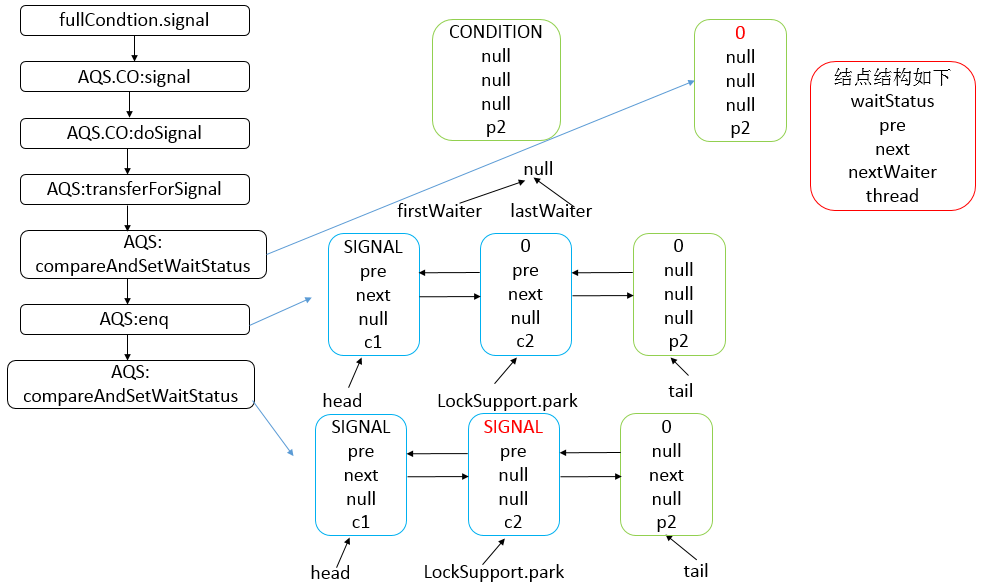 fullCondtion.signal
AQS.CO:signal
AQS.CO:doSignal
AQS:transferForSignal
AQS:
compareAndSetWaitStatus
AQS:enq
AQS:
compareAndSetWaitStatus
CONDITION
null
null
null
p2
0
null
null
null
p2
结点结构如下
waitStatus
pre
next
nextWaiter
thread
null
firstWaiter
lastWaiter
SIGNAL
pre
next
null
c1
0
pre
next
null
c2
0
null
null
null
p2
head
LockSupport.park
tail
SIGNAL
pre
next
null
c1
SIGNAL
pre
null
null
c2
0
null
next
null
p2
head
LockSupport.park
tail